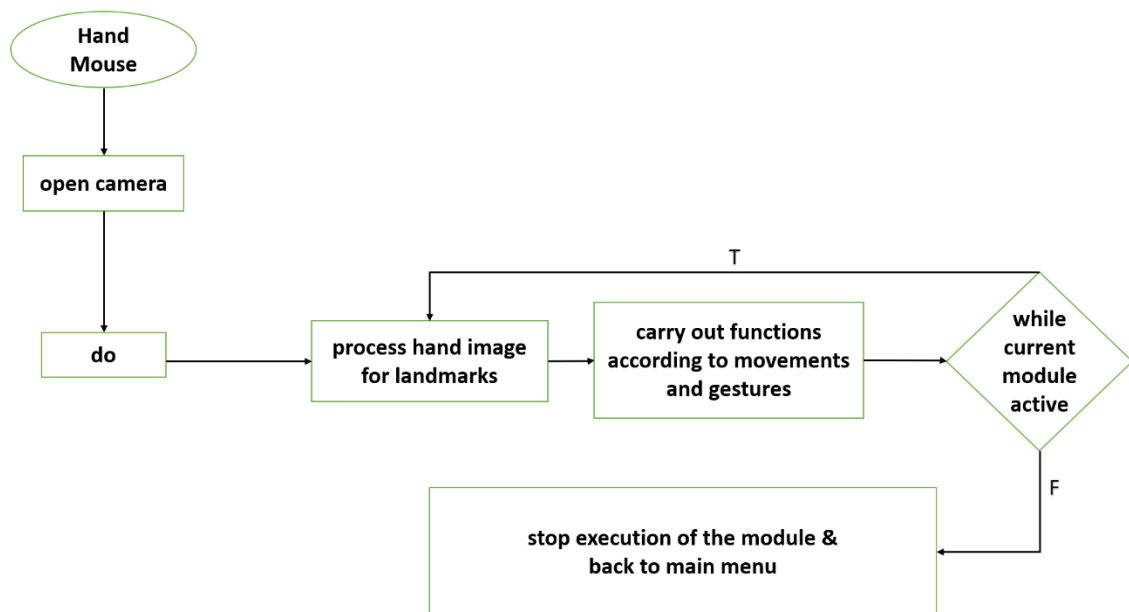 Hand
Mouse
open camera
do
process hand image
for landmarks
carry out functions
according to movements
and gestures
T
while
current
module
active
F
stop execution of the module &
back to main menu